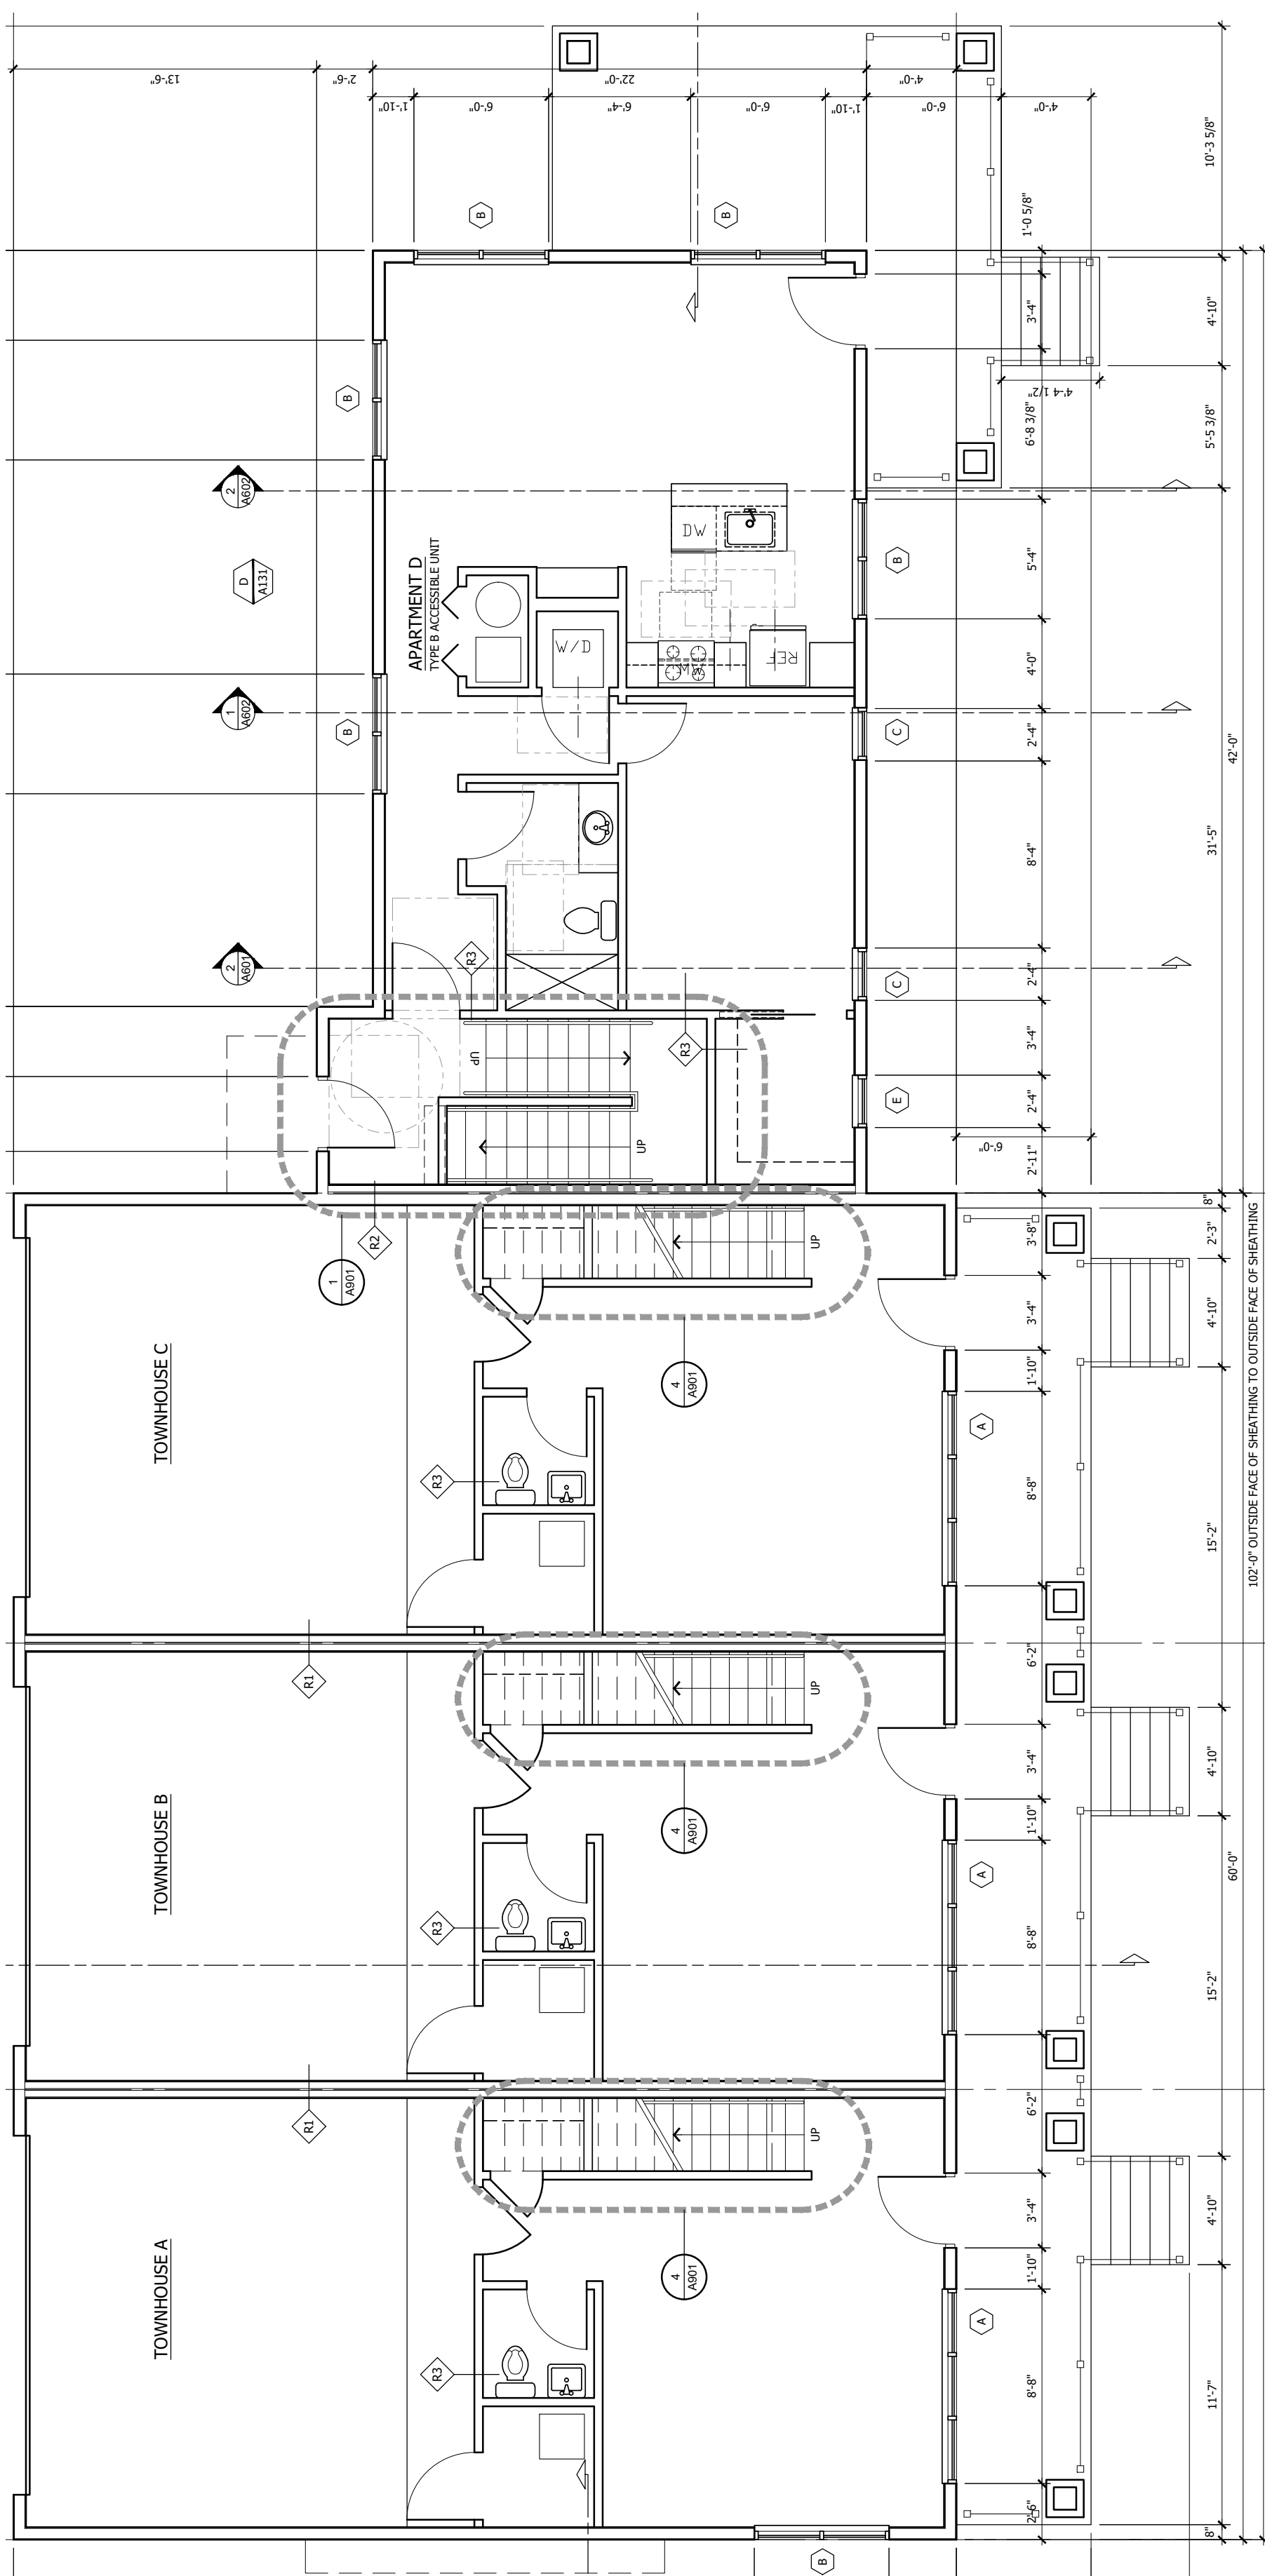 13'-6"
2'-6"
22'-0"
4'-0"
1'-10"
6'-0"
6'-4"
6'-0"
1'-10"
6'-0"
4'-0"
10'-3 5/8"
B
B
1'-0 5/8"
3'-4"
4'-10"
4'-4 1/2"
6'-8 3/8"
5'-5 3/8"
B
2
A602
D
A131
APARTMENT D
TYPE B ACCESSIBLE UNIT
DW
B
5'-4"
W/D
REF
4'-0"
1
A602
B
C
2'-4"
42'-0"
8'-4"
31'-5"
2
A601
R3
C
2'-4"
UP
R3
3'-4"
E
2'-4"
UP
6'-0"
2'-11"
8"
R2
1
A901
UP
3'-8"
2'-3"
3'-4"
4'-10"
102'-0" OUTSIDE FACE OF SHEATHING TO OUTSIDE FACE OF SHEATHING
TOWNHOUSE C
4
A901
1'-10"
A
R3
8'-8"
15'-2"
R1
6'-2"
UP
3'-4"
4'-10"
TOWNHOUSE B
4
A901
1'-10"
A
60'-0"
R3
8'-8"
15'-2"
R1
6'-2"
UP
3'-4"
4'-10"
TOWNHOUSE A
4
A901
1'-10"
A
R3
8'-8"
11'-7"
2'-6"
8"
B